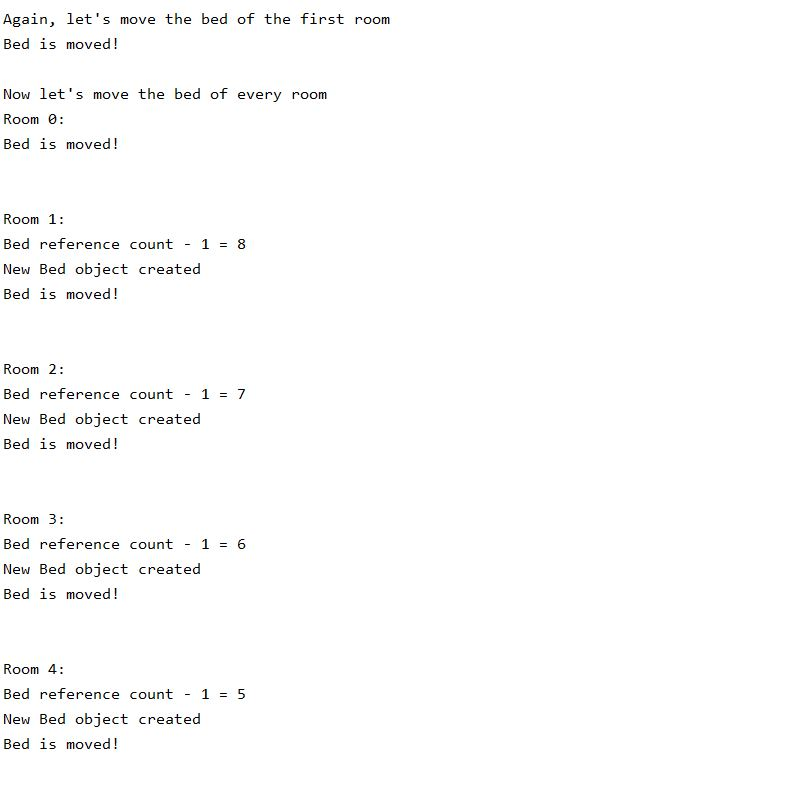 Again, let's move the bed of the first room
Bed is moved!
Now let's move the bed of every room
Room 0:
Bed is moved!
Room 1:
Bed reference count - 1 = 8
New Bed object created
Bed is moved!
Room 2:
Bed reference count - 1 = 7
New Bed object created
Bed is moved!
Room 3:
Bed reference count - 1 = 6
New Bed object created
Bed is moved!
Room 4:
Bed reference count - 1 = 5
New Bed object created
Bed is moved!